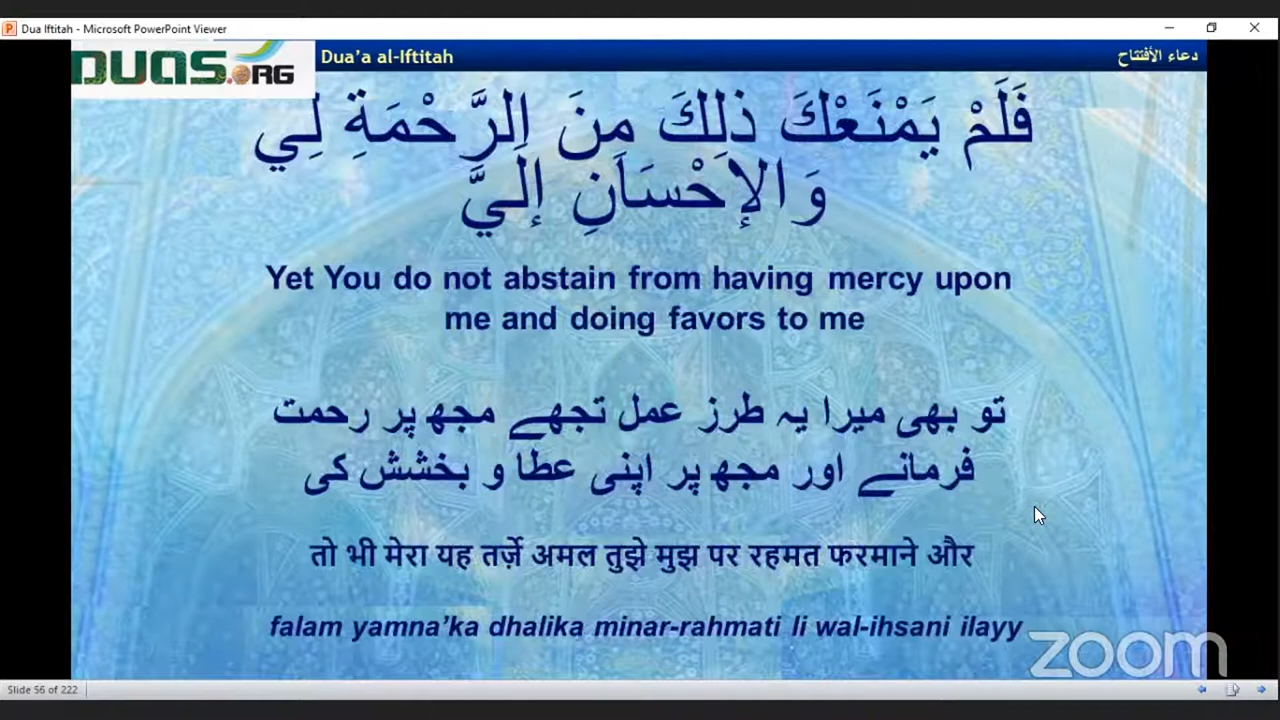 Dua Iftitah - Microsoft PowerPoint Viewer
DUAS.ORG
Dua’a al-Iftitah
دعاء الأفتتاح
فَلَمْ يَمْنَعْكَ ذلِكَ مِنَ الرَّحْمَةِ لِي
وَالإحْسَانِ إلَيَّ
Yet You do not abstain from having mercy upon
me and doing favors to me
تو بھی میرا یہ طرز عمل تجھے مجھ پر رحمت
فرمانے اور مجھ پر اپنی عطا و بخشش کی
तो भी मेरा यह तर्ज़े अमल तुझे मुझ पर रहमत फरमाने और
falam yamna’ka dhalika minar-rahmati li wal-ihsani ilayy
zoom
Slide 56 of 222